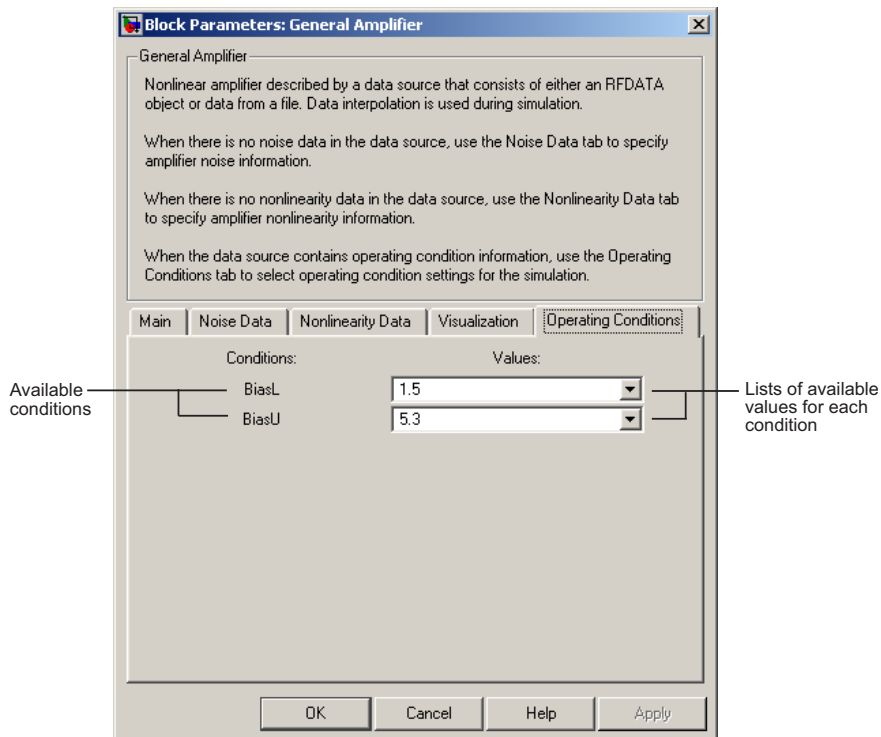 Block Parameters: General Amplifier
General Amplifier
Nonlinear amplifier described by a data source that consists of either an RFDATA
object or data from a file. Data interpolation is used during simulation.
When there is no noise data in the data source, use the Noise Data tab to specify
amplifier noise information.
When there is no nonlinearity data in the data source, use the Nonlinearity Data tab
to specify amplifier nonlinearity information.
When the data source contains operating condition information, use the Operating
Conditions tab to select operating condition settings for the simulation.
Main Noise Data Nonlinearity Data Visualization Operating Conditions
Conditions: Values:
Available
conditions
BiasL 1.5
BiasU 5.3
Lists of available
values for each
condition
OK Cancel Help Apply